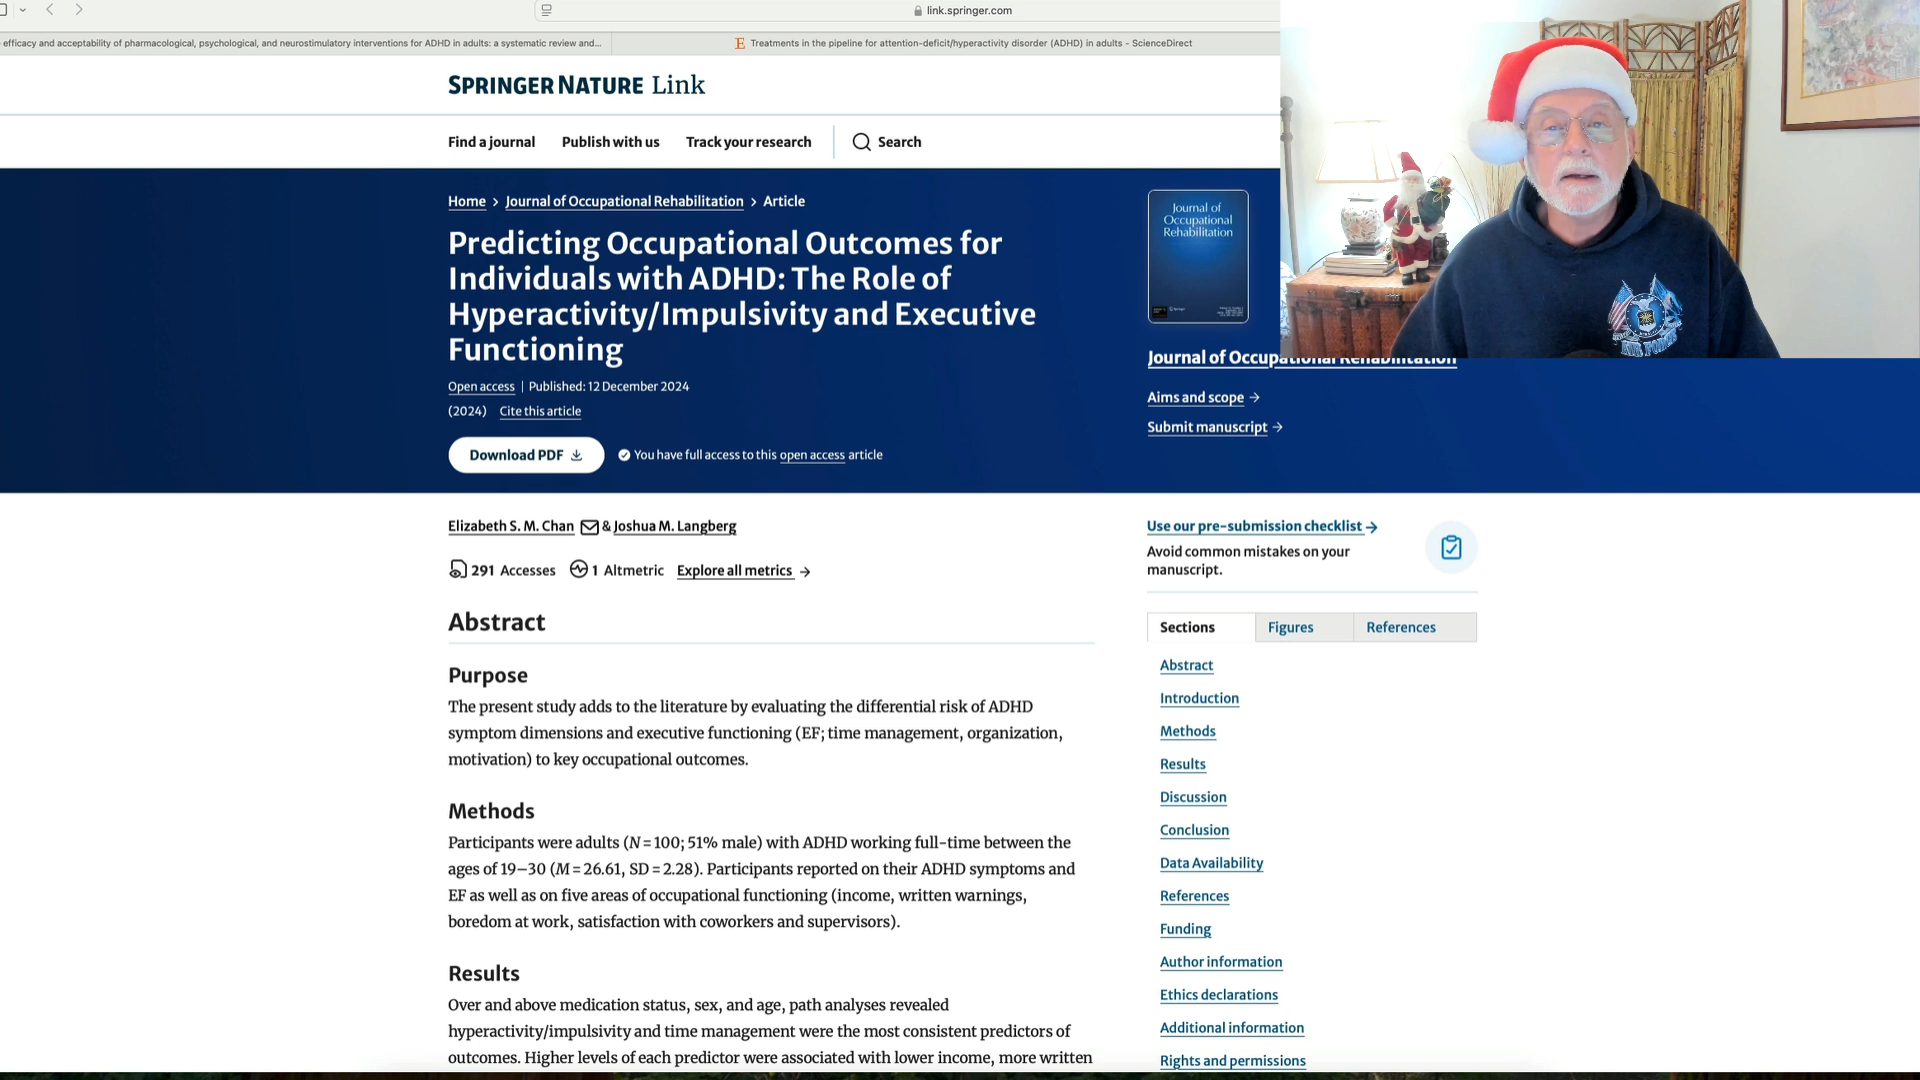 link.springer.com
efficacy and acceptability of pharmacological, psychological, and neurostimulatory interventions for ADHD in adults: a systematic review and...
E Treatments in the pipeline for attention-deficit/hyperactivity disorder (ADHD) in adults - ScienceDirect
SPRINGER NATURE Link
Find a journal
Publish with us
Track your research
Search
Home > Journal of Occupational Rehabilitation > Article
Predicting Occupational Outcomes for
Individuals with ADHD: The Role of
Hyperactivity/Impulsivity and Executive
Functioning
Open access | Published: 12 December 2024
(2024) Cite this article
Download PDF
You have full access to this open access article
Journal of
Occupational
Rehabilitation
Journal of Occupational Rehabilitation
Aims and scope →
Submit manuscript →
AIR FORCE
Elizabeth S. M. Chan & Joshua M. Langberg
291 Accesses 1 Altmetric Explore all metrics →
Abstract
Purpose
The present study adds to the literature by evaluating the differential risk of ADHD
symptom dimensions and executive functioning (EF; time management, organization,
motivation) to key occupational outcomes.
Methods
Participants were adults (N = 100; 51% male) with ADHD working full-time between the
ages of 19–30 (M = 26.61, SD = 2.28). Participants reported on their ADHD symptoms and
EF as well as on five areas of occupational functioning (income, written warnings,
boredom at work, satisfaction with coworkers and supervisors).
Results
Over and above medication status, sex, and age, path analyses revealed
hyperactivity/impulsivity and time management were the most consistent predictors of
outcomes. Higher levels of each predictor were associated with lower income, more written
Use our pre-submission checklist →
Avoid common mistakes on your
manuscript.
Sections
Figures
References
Abstract
Introduction
Methods
Results
Discussion
Conclusion
Data Availability
References
Funding
Author information
Ethics declarations
Additional information
Rights and permissions